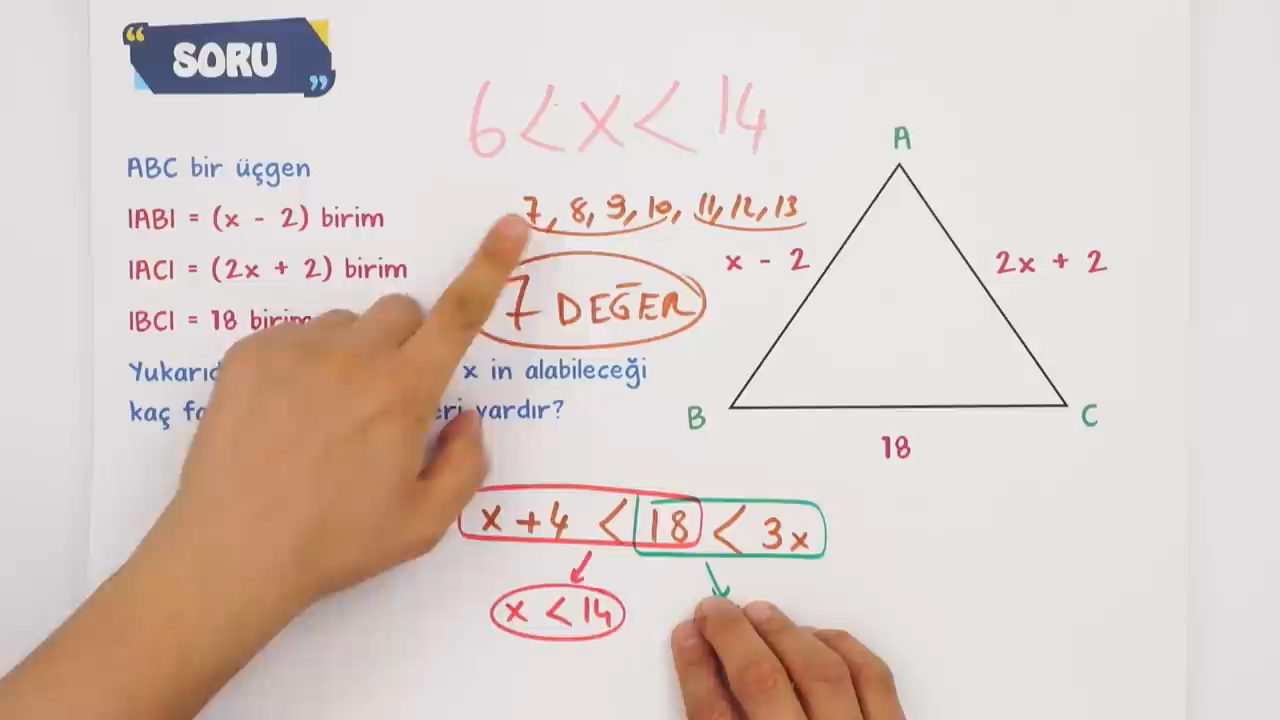 SORU
6 < x < 14
ABC bir üçgen
7, 8, 9, 10, 11, 12, 13
IABI = (x - 2) birim
IACI = (2x + 2) birim
IBCI = 18 birim
7 DEĞER
x in alabileceği
kaç vardır?
A
x - 2
2x + 2
B
C
18
x + 4 < 18 < 3x
x < 14